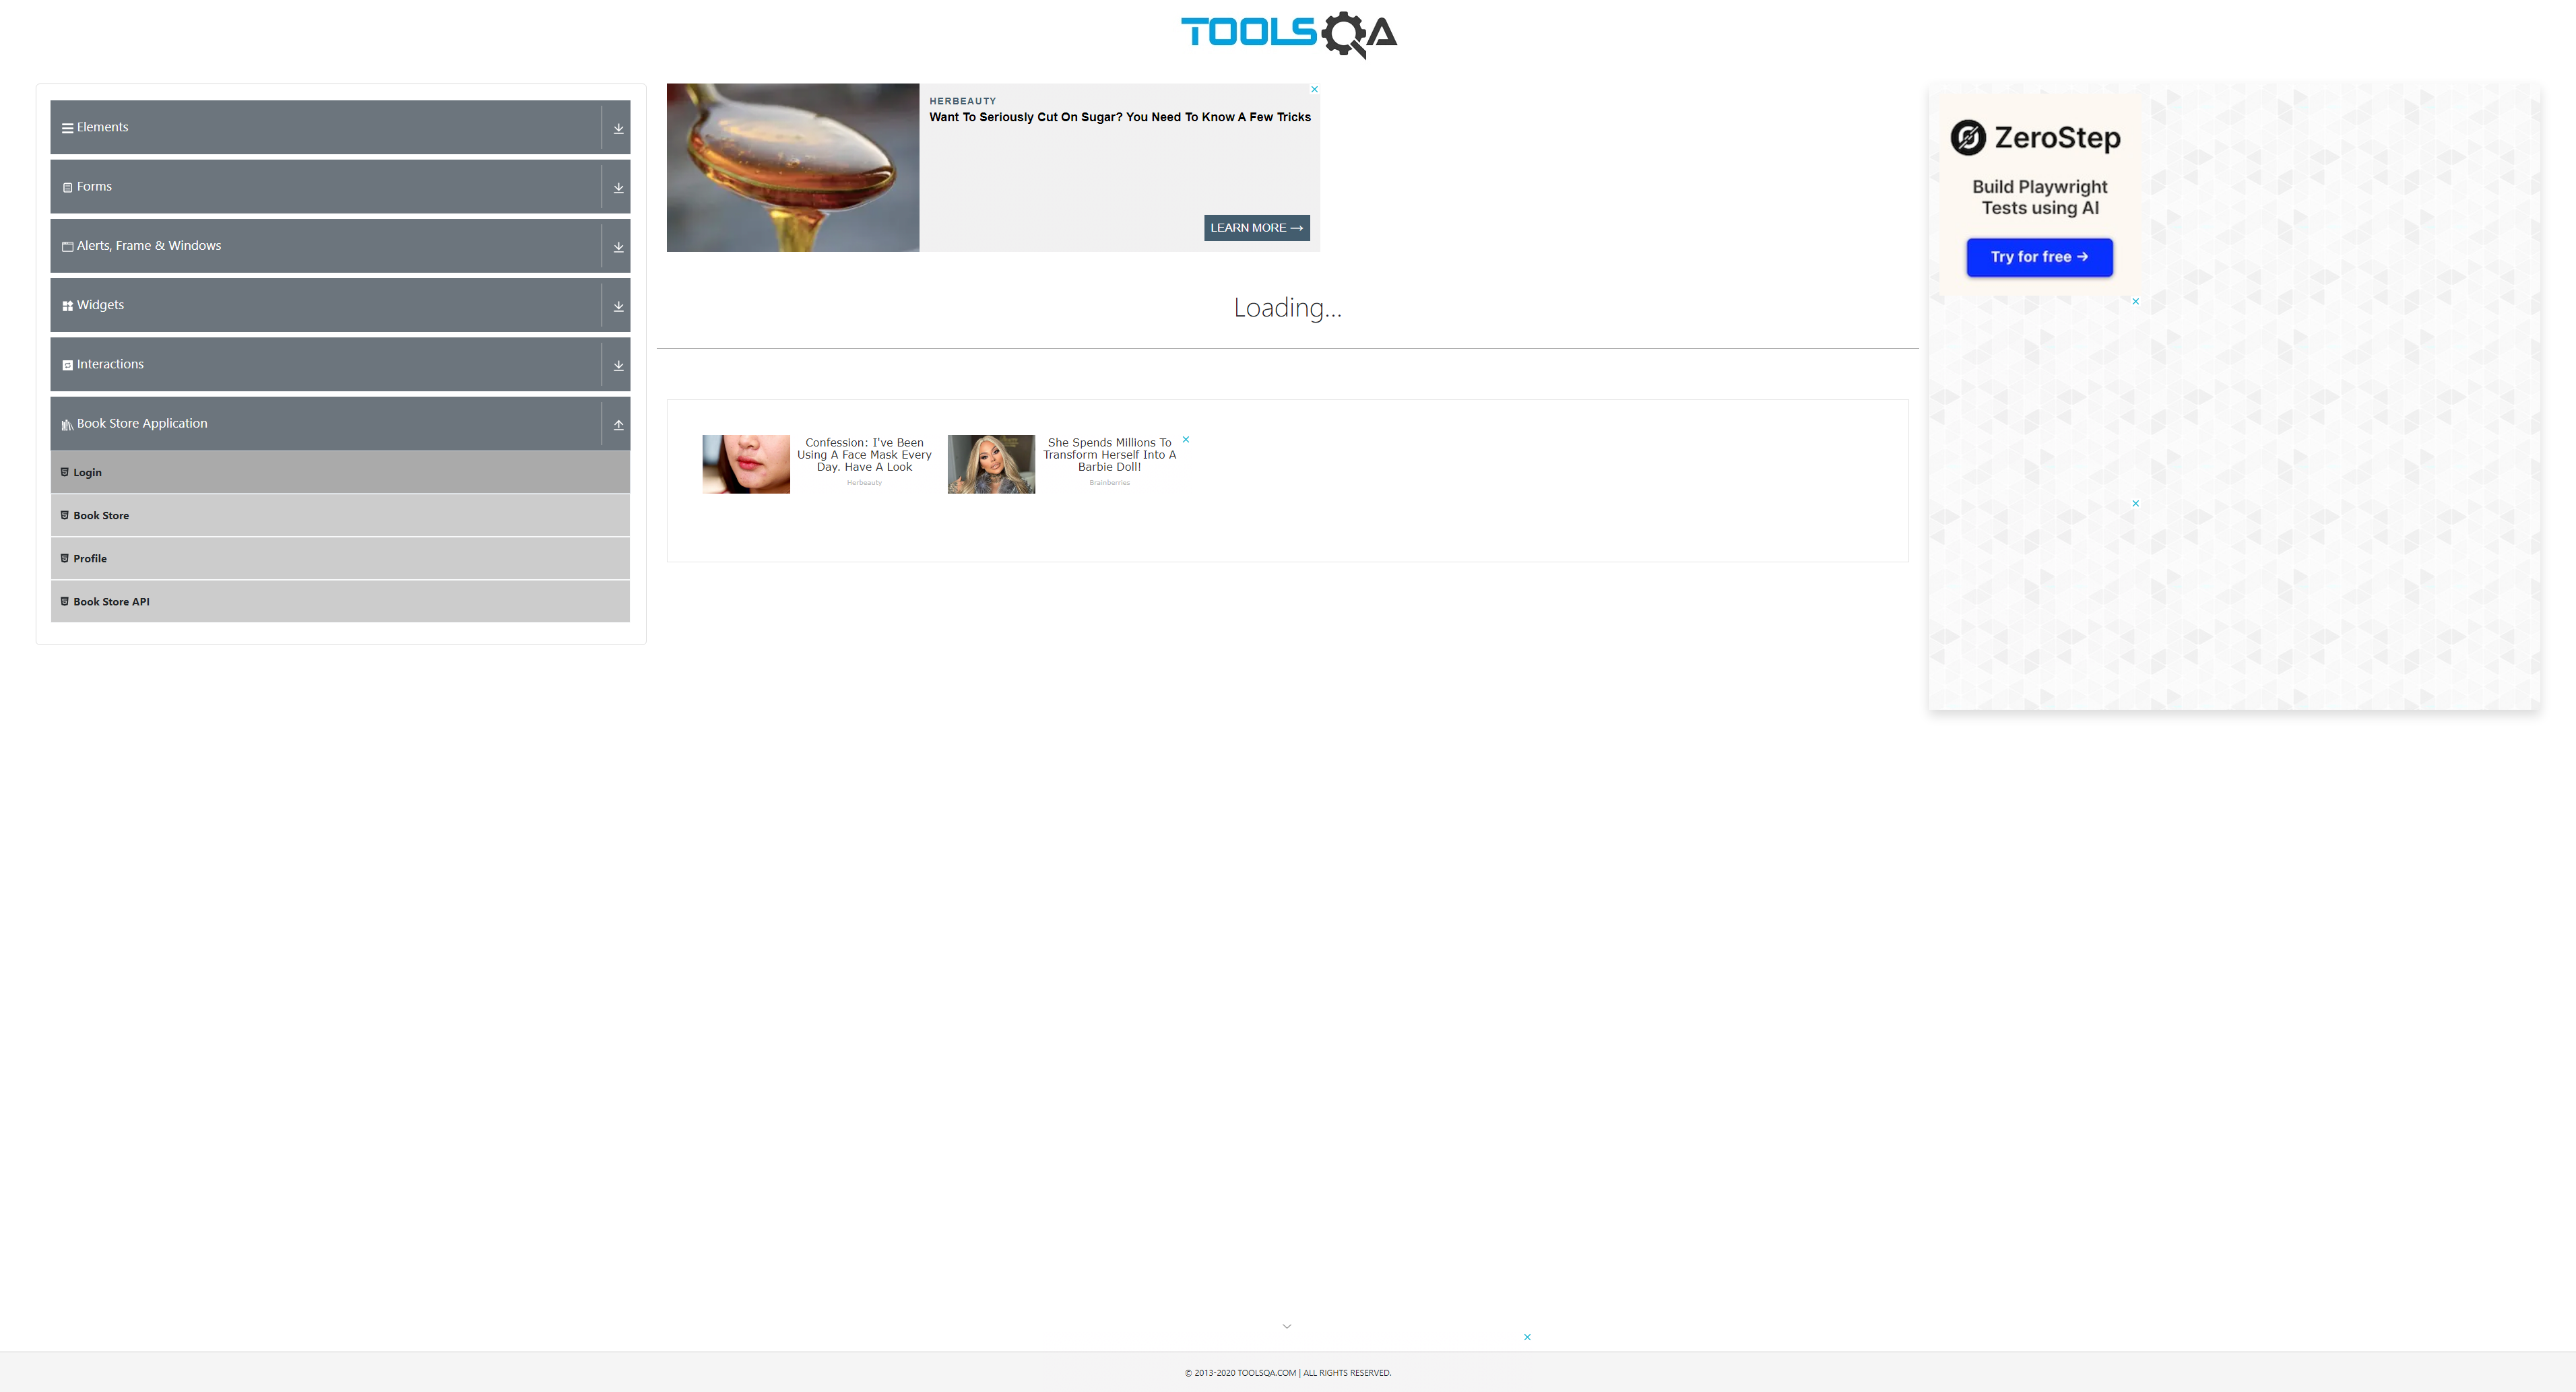 TOOLSQA
Elements
Forms
Alerts, Frame & Windows
Widgets
Interactions
Book Store Application
Login
Book Store
Profile
Book Store API
HERBEAUTY
Want To Seriously Cut On Sugar? You Need To Know A Few Tricks
LEARN MORE →
Loading...
Confession: I've Been
Using A Face Mask Every
Day. Have A Look
Herbeauty
She Spends Millions To
Transform Herself Into A
Barbie Doll!
Brainberries
ZeroStep
Build Playwright
Tests using AI
Try for free →
© 2013-2020 TOOLSQA.COM | ALL RIGHTS RESERVED.